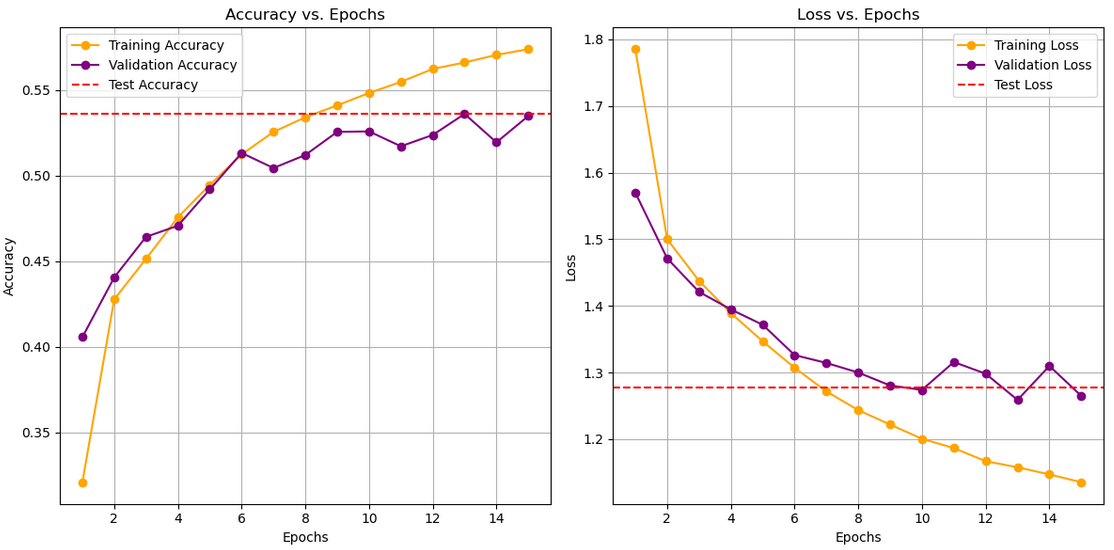 Accuracy vs. Epochs
Training Accuracy
Validation Accuracy
Test Accuracy
0.55
0.50
0.45
0.40
0.35
Accuracy
2 4 6 8 10 12 14
Epochs
Loss vs. Epochs
Training Loss
Validation Loss
Test Loss
1.8
1.7
1.6
1.5
1.4
1.3
1.2
Loss
2 4 6 8 10 12 14
Epochs